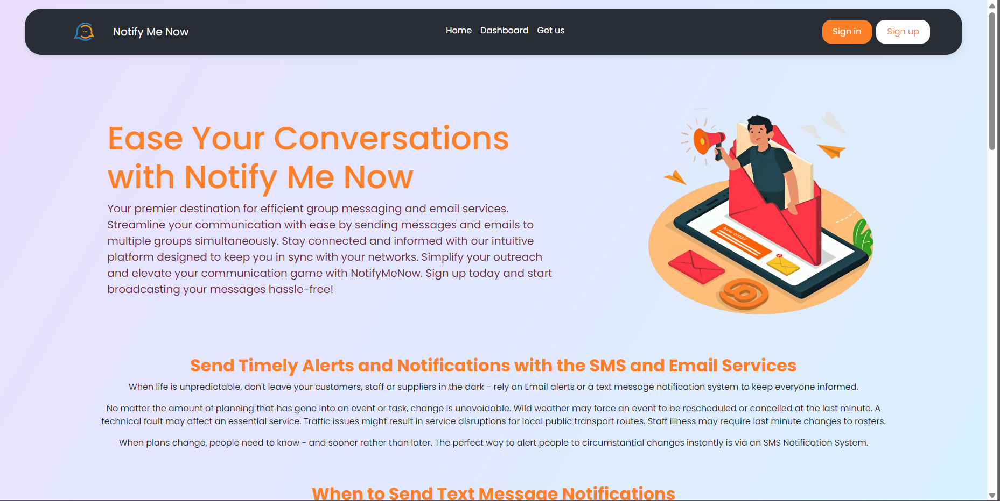 Notify Me Now
Home Dashboard Get us
Sign in Sign up
Ease Your Conversations
with Notify Me Now
Your premier destination for efficient group messaging and email services.
Streamline your communication with ease by sending messages and emails to
multiple groups simultaneously. Stay connected and informed with our intuitive
platform designed to keep you in sync with your networks. Simplify your outreach
and elevate your communication game with NotifyMeNow. Sign up today and start
broadcasting your messages hassle-free!
New email
Send Timely Alerts and Notifications with the SMS and Email Services
When life is unpredictable, don't leave your customers, staff or suppliers in the dark - rely on Email alerts or a text message notification system to keep everyone informed.
No matter the amount of planning that has gone into an event or task, change is unavoidable. Wild weather may force an event to be rescheduled or cancelled at the last minute. A
technical fault may affect an essential service. Traffic issues might result in service disruptions for local public transport routes. Staff illness may require last minute changes to rosters.
When plans change, people need to know - and sooner rather than later. The perfect way to alert people to circumstantial changes instantly is via an SMS Notification System.
When to Send Text Message Notifications